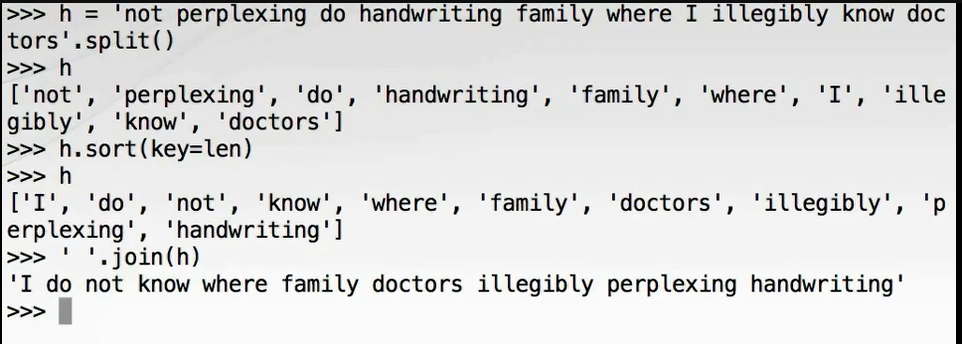 >>> h = 'not perplexing do handwriting family where I illegibly know doc
tors'.split()
>>> h
['not', 'perplexing', 'do', 'handwriting', 'family', 'where', 'I', 'ille
gibly', 'know', 'doctors']
>>> h.sort(key=len)
>>> h
['I', 'do', 'not', 'know', 'where', 'family', 'doctors', 'illegibly', 'p
erplexing', 'handwriting']
>>> ' '.join(h)
'I do not know where family doctors illegibly perplexing handwriting'
>>>